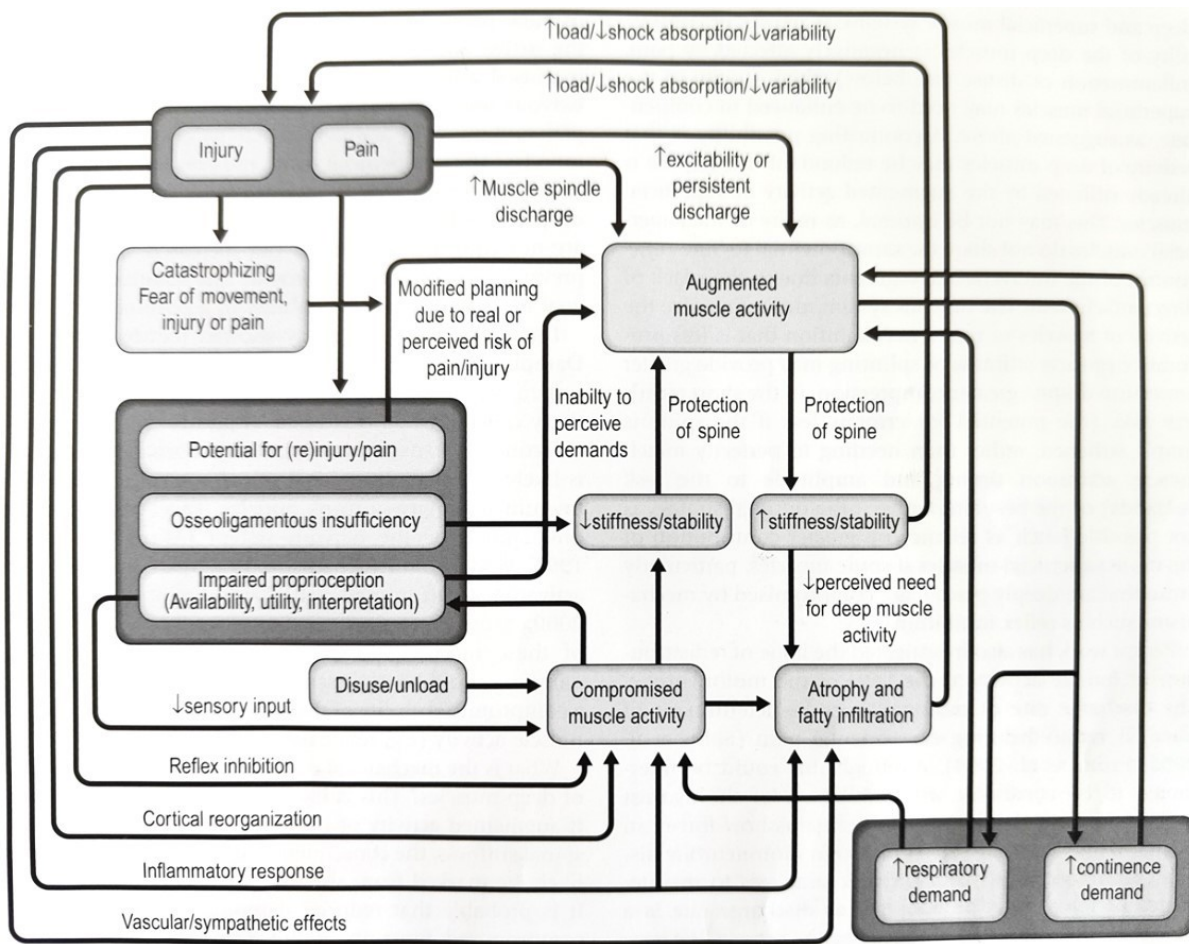 ↑load/↓shock absorption/↓variability
↑load/↓shock absorption/↓variability
Injury
Pain
↑excitability or
persistent
discharge
↑Muscle spindle
discharge
Catastrophizing
Fear of movement,
injury or pain
Modified planning
due to real or
perceived risk of
pain/injury
Augmented
muscle activity
Inabilty to
perceive
demands
Protection
of spine
Protection
of spine
Potential for (re)injury/pain
Osseoligamentous insufficiency
↓stiffness/stability
↑stiffness/stability
Impaired proprioception
(Availability, utility, interpretation)
↓perceived need
for deep muscle
activity
Disuse/unload
Compromised
muscle activity
Atrophy and
fatty infiltration
↓sensory input
Reflex inhibition
Cortical reorganization
Inflammatory response
Vascular/sympathetic effects
↑respiratory
demand
↑continence
demand